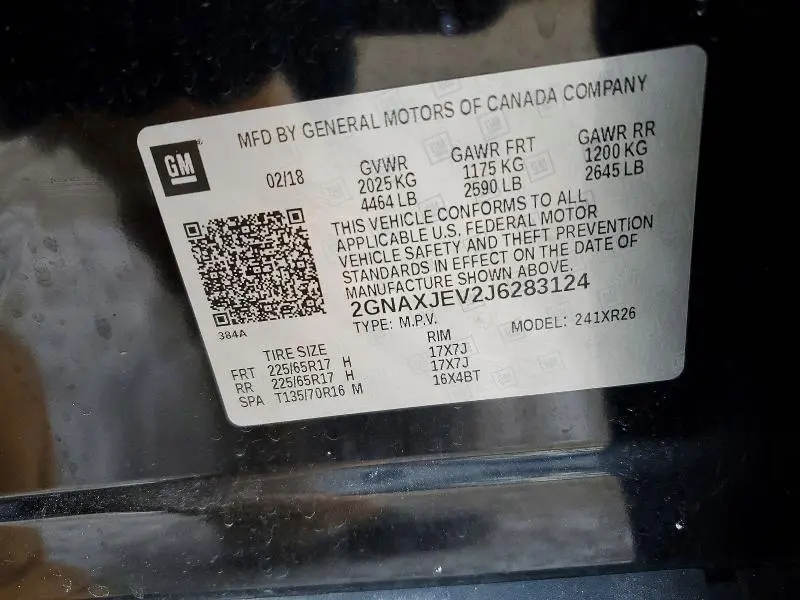 MFD BY GENERAL MOTORS OF CANADA COMPANY
GM
02/18
GVWR GAWR FRT GAWR RR
2025 KG 1175 KG 1200 KG
4464 LB 2590 LB 2645 LB
THIS VEHICLE CONFORMS TO ALL
APPLICABLE U.S. FEDERAL MOTOR
VEHICLE SAFETY AND THEFT PREVENTION
STANDARDS IN EFFECT ON THE DATE OF
MANUFACTURE SHOWN ABOVE.
2GNAXJEV2J6283124
384A
TYPE: M.P.V. MODEL: 241XR26
TIRE SIZE RIM
FRT 225/65R17 H 17X7J
RR 225/65R17 H 17X7J
SPA T135/70R16 M 16X4BT